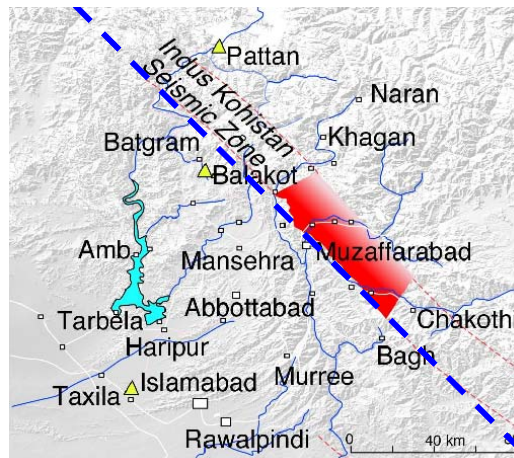 Pattan
Indus Kohistan
Seismic Zone
Naran
Khagan
Batgram
Balakot
Amb.
Mansehra
Muzaffarabad
Abbottabad
Tarbela
Chakothi
Haripur
Bagh
Islamabad
Murree
Taxila
Rawalpindi
0 40 km